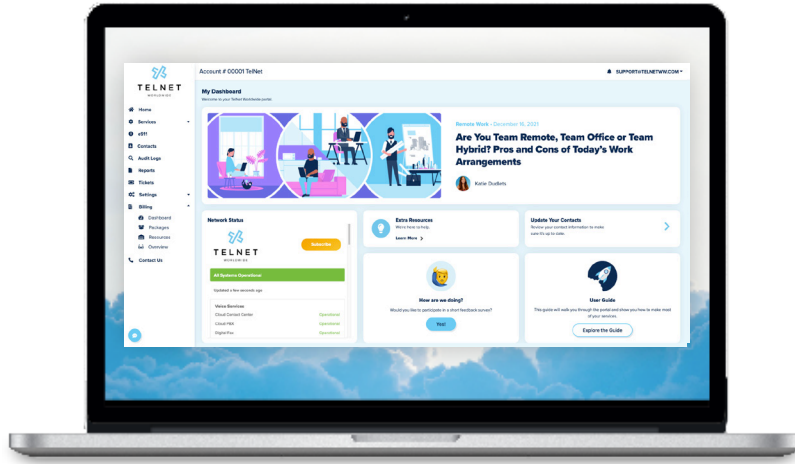 TELNET
WORLDWIDE
Account # 00001 TelNet
SUPPORT@TELNETWW.COM
Home
Services
e911
Contacts
Audit Logs
Reports
Tickets
Settings
Billing
Dashboard
Packages
Resources
Overview
Contact Us
My Dashboard
Welcome to your TelNet Worldwide portal
Remote Work - December 16, 2021
Are You Team Remote, Team Office or Team
Hybrid? Pros and Cons of Today's Work
Arrangements
Katie Dudlets
Network Status
TELNET
WORLDWIDE
Subscribe
All Systems Operational
Updated a few seconds ago
Voice Services
Cloud Contact Center Operational
Cloud PBX Operational
DigitalTree Operational
Extra Resources
We're here to help.
Learn More
Update Your Contacts
Review your contact information to make
sure it's up to date.
How are we doing?
Would you like to participate in a short feedback survey?
Yes!
User Guide
This guide will walk you through the portal and show you how to make most
of your services.
Explore the Guide